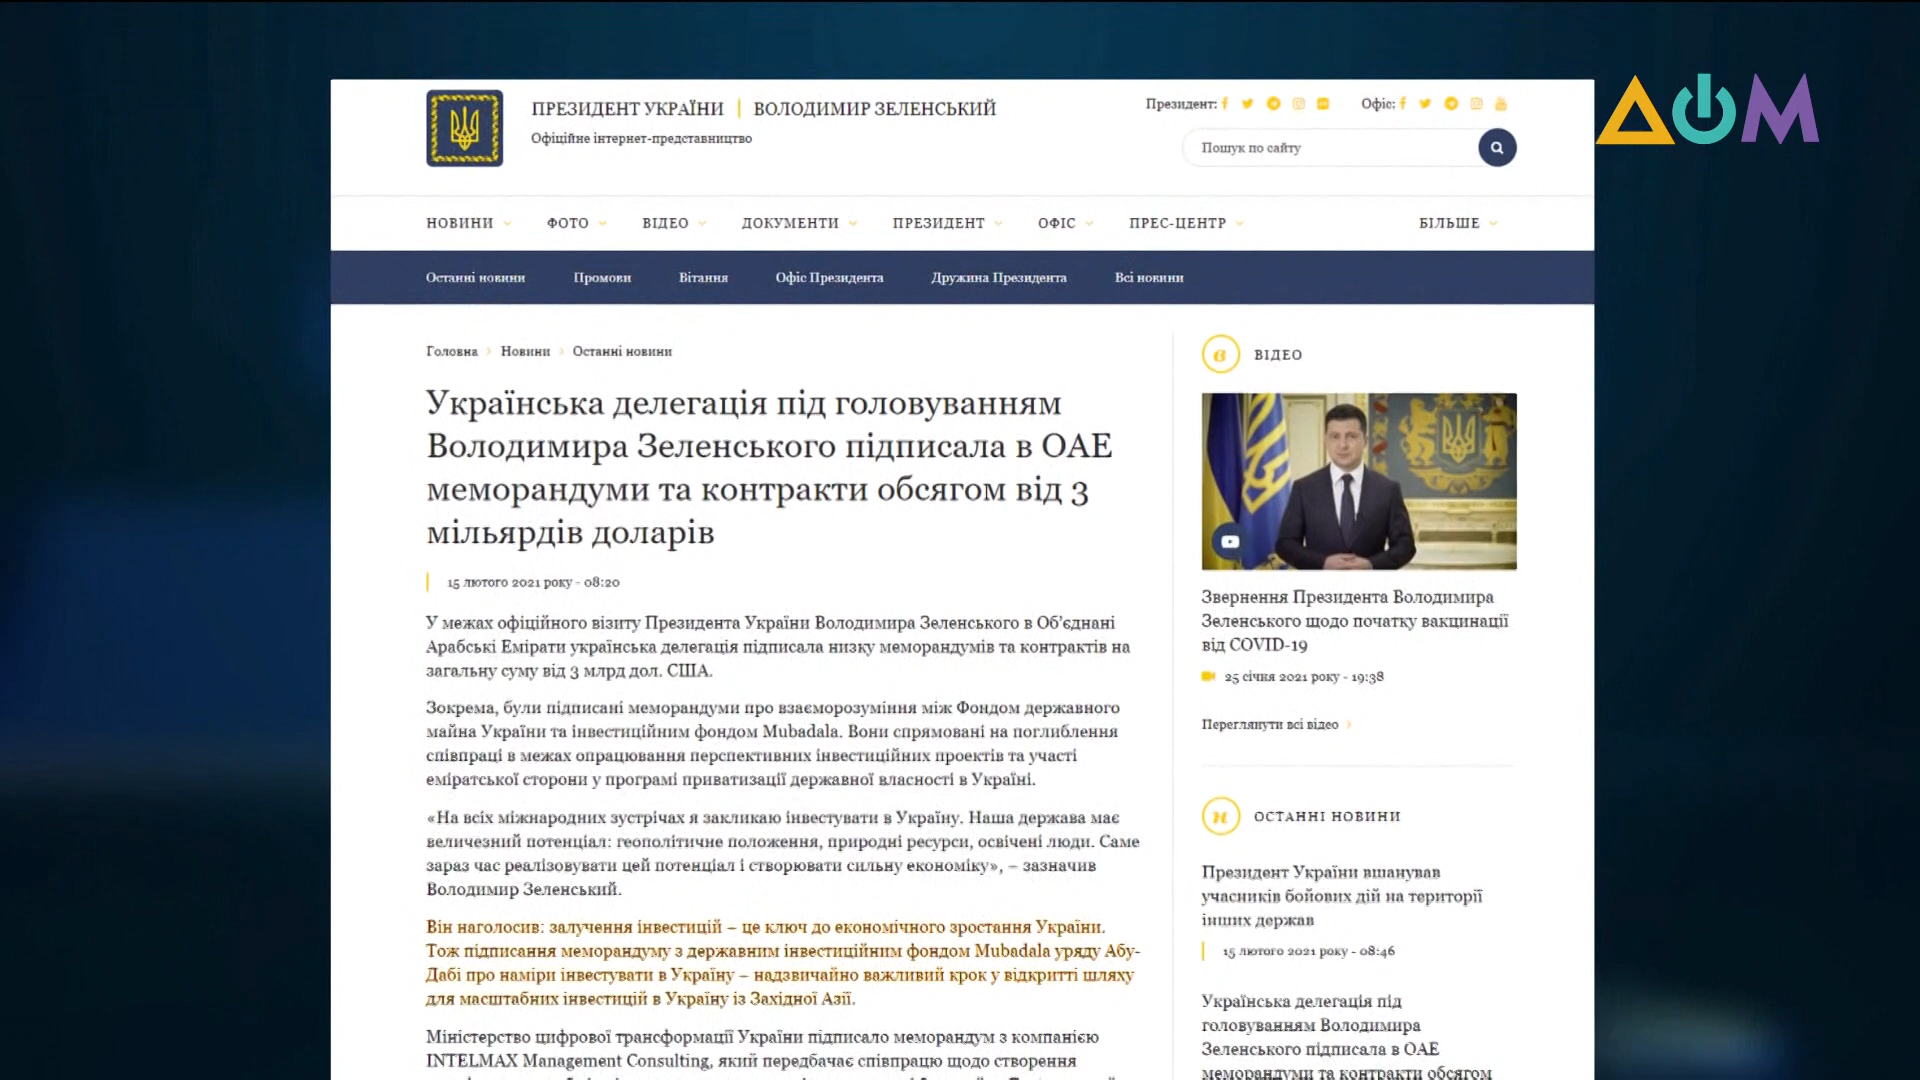 ПРЕЗИДЕНТ УКРАЇНИ | ВОЛОДИМИР ЗЕЛЕНСЬКИЙ
Офіційне інтернет-представництво
Президент:
Офіс:
Пошук по сайту
ДОМ
НОВИНИ ФОТО ВІДЕО ДОКУМЕНТИ ПРЕЗИДЕНТ ОФІС ПРЕС-ЦЕНТР БІЛЬШЕ
Останні новини Промови Вітання Офіс Президента Дружина Президента Всі новини
Головна › Новини › Останні новини
Українська делегація під головуванням
Володимира Зеленського підписала в ОАЕ
меморандуми та контракти обсягом від 3
мільярдів доларів
15 лютого 2021 року - 08:20
У межах офіційного візиту Президента України Володимира Зеленського в Об'єднані
Арабські Емірати українська делегація підписала низку меморандумів та контрактів на
загальну суму від 3 млрд дол. США.
Зокрема, були підписані меморандуми про взаєморозуміння між Фондом державного
майна України та інвестиційним фондом Mubadala. Вони спрямовані на поглиблення
співпраці в межах опрацювання перспективних інвестиційних проектів та участі
еміратської сторони у програмі приватизації державної власності в Україні.
«На всіх міжнародних зустрічах я закликаю інвестувати в Україну. Наша держава має
величезний потенціал: геополітичне положення, природні ресурси, освічені люди. Саме
зараз час реалізовувати цей потенціал і створювати сильну економіку», – зазначив
Володимир Зеленський.
Він наголосив: залучення інвестицій – це ключ до економічного зростання України.
Тож підписання меморандуму з державним інвестиційним фондом Mubadala уряду Абу-
Дабі про наміри інвестувати в Україну – надзвичайно важливий крок у відкритті шляху
для масштабних інвестицій в Україну із Західної Азії.
Міністерство цифрової трансформації України підписало меморандум з компанією
INTELMAX Management Consulting, який передбачає співпрацю щодо створення
в ВІДЕО
Звернення Президента Володимира
Зеленського щодо початку вакцинації
від COVID-19
25 січня 2021 року - 19:38
Переглянути всі відео ›
н ОСТАННІ НОВИНИ
Президент України вшанував
учасників бойових дій на території
інших держав
15 лютого 2021 року - 08:46
Українська делегація під
головуванням Володимира
Зеленського підписала в ОАЕ
меморандуми та контракти обсягом